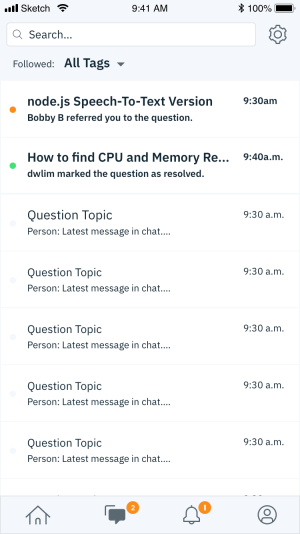 Sketch 9:41 AM 100%
Search...
Followed: All Tags
node.js Speech-To-Text Version 9:30am
Bobby B referred you to the question.
How to find CPU and Memory Re... 9:40a.m.
dwlim marked the question as resolved.
Question Topic 9:30 a.m.
Person: Latest message in chat....
Question Topic 9:30 a.m.
Person: Latest message in chat....
Question Topic 9:30 a.m.
Person: Latest message in chat....
Question Topic 9:30 a.m.
Person: Latest message in chat....
Question Topic 9:30 a.m.
Person: Latest message in chat....
2